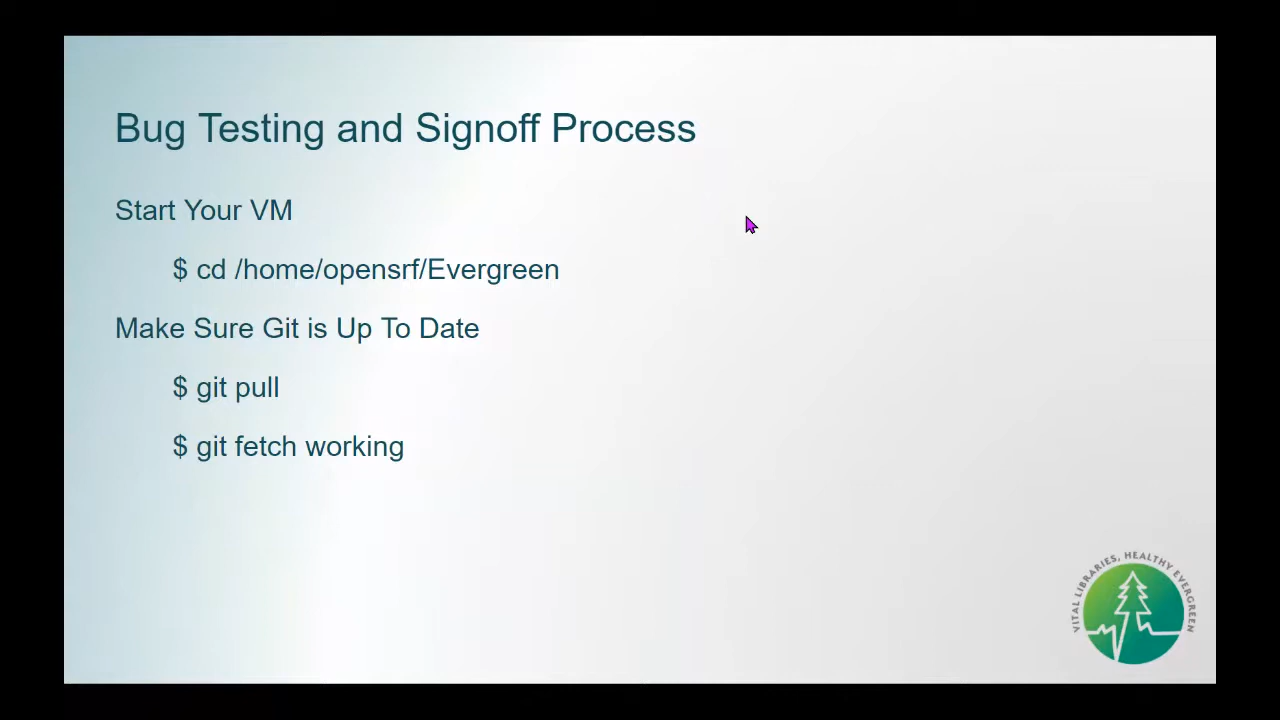 Bug Testing and Signoff Process
Start Your VM
$ cd /home/opensrf/Evergreen
Make Sure Git is Up To Date
$ git pull
$ git fetch working
VITAL LIBRARIES, HEALTHY EVERGREEN